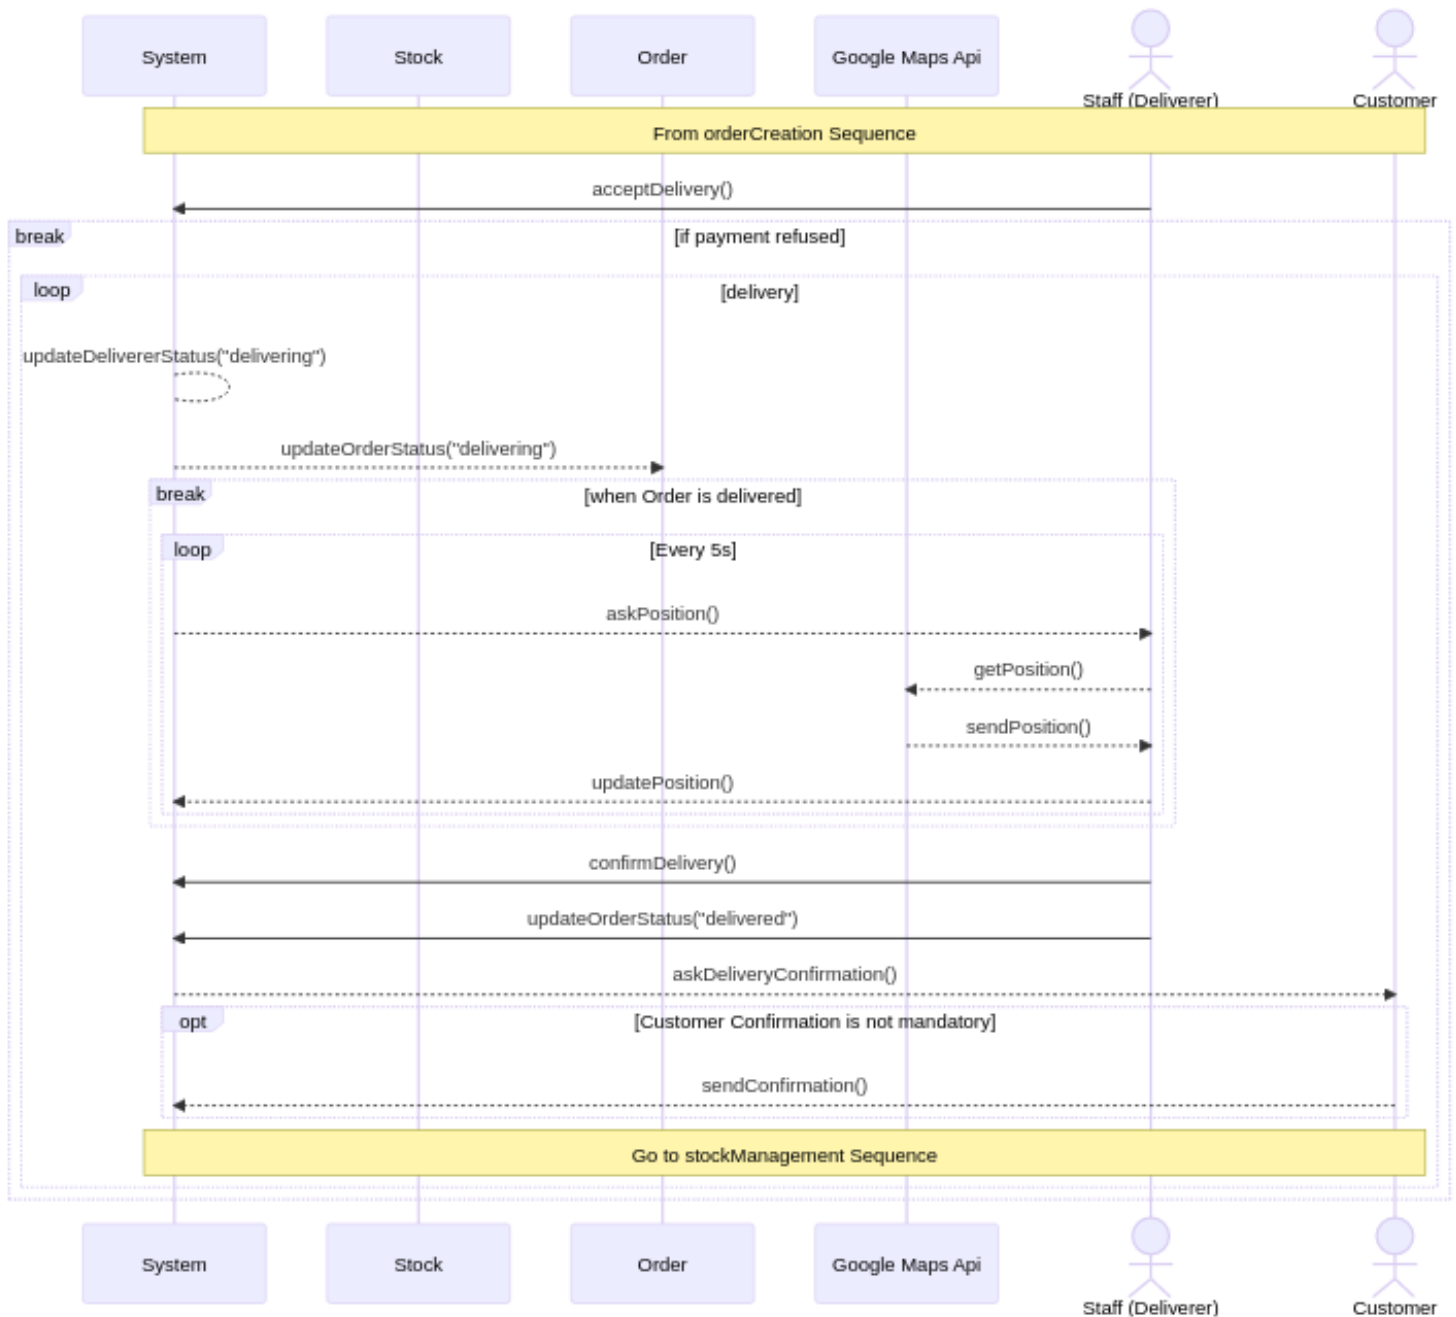 System
Stock
Order
Google Maps Api
Staff (Deliverer)
Customer
From orderCreation Sequence
acceptDelivery()
break
[if payment refused]
loop
[delivery]
updateDelivererStatus("delivering")
updateOrderStatus("delivering")
break
[when Order is delivered]
loop
[Every 5s]
askPosition()
getPosition()
sendPosition()
updatePosition()
confirmDelivery()
updateOrderStatus("delivered")
askDeliveryConfirmation()
opt
[Customer Confirmation is not mandatory]
sendConfirmation()
Go to stockManagement Sequence
System
Stock
Order
Google Maps Api
Staff (Deliverer)
Customer